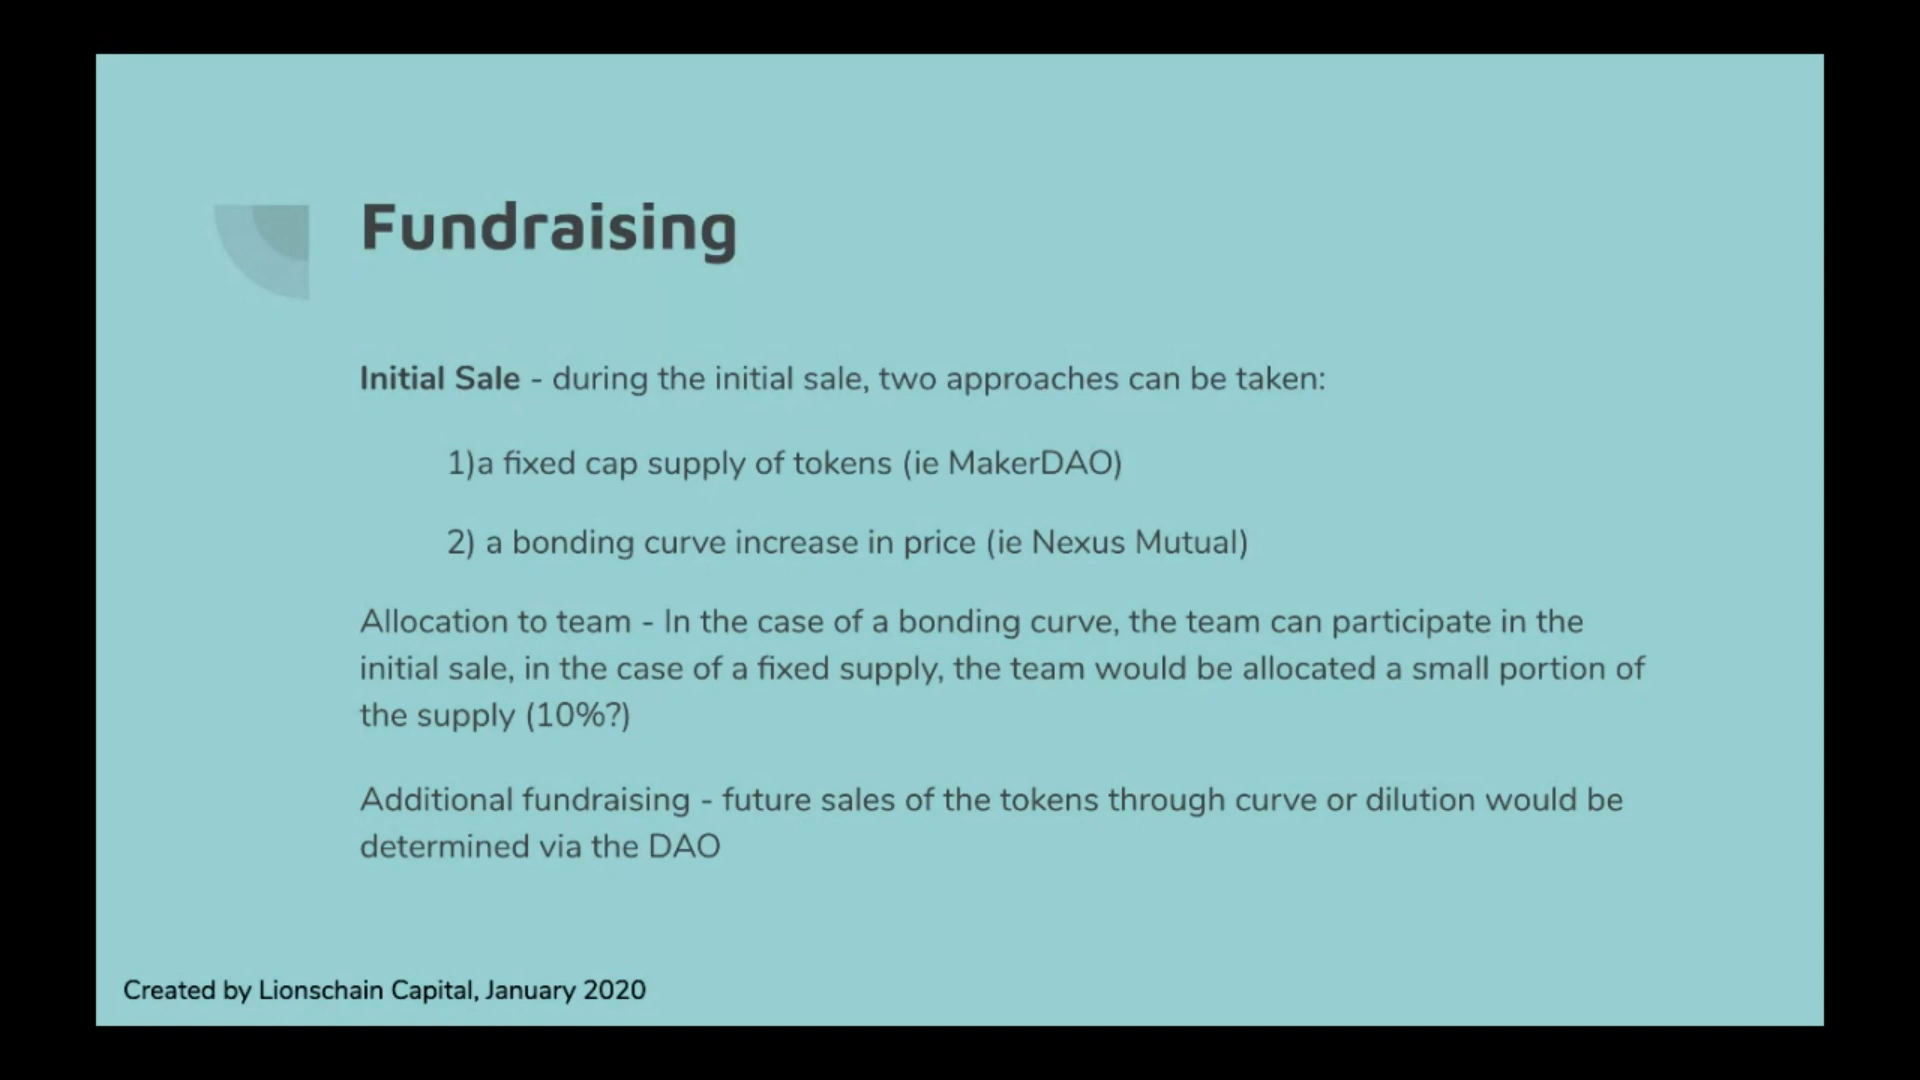 Fundraising
Initial Sale - during the initial sale, two approaches can be taken:
1)a fixed cap supply of tokens (ie MakerDAO)
2) a bonding curve increase in price (ie Nexus Mutual)
Allocation to team - In the case of a bonding curve, the team can participate in the
initial sale, in the case of a fixed supply, the team would be allocated a small portion of
the supply (10%?)
Additional fundraising - future sales of the tokens through curve or dilution would be
determined via the DAO
Created by Lionschain Capital, January 2020